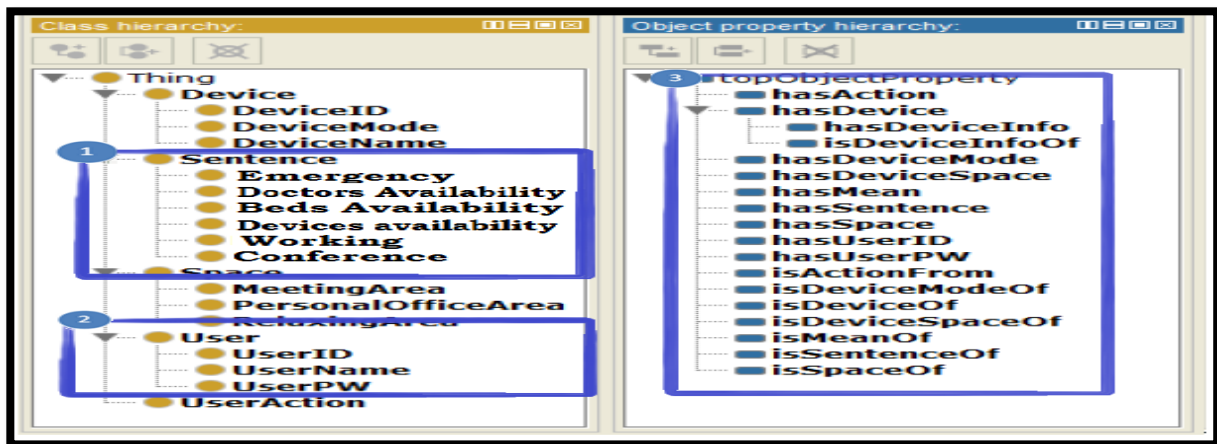 Class hierarchy:
Thing
Device
DeviceID
DeviceMode
DeviceName
1
Sentence
Emergency
Doctors Availability
Beds Availability
Devices availability
Working
Conference
Space
MeetingArea
PersonalOfficeArea
RelaxingArea
2
User
UserID
UserName
UserPW
UserAction
Object property hierarchy:
3
topObjectProperty
hasAction
hasDevice
hasDeviceInfo
isDeviceInfoOf
hasDeviceMode
hasDeviceSpace
hasMean
hasSentence
hasSpace
hasUserID
hasUserPW
isActionFrom
isDeviceModeOf
isDeviceOf
isDeviceSpaceOf
isMeanOf
isSentenceOf
isSpaceOf